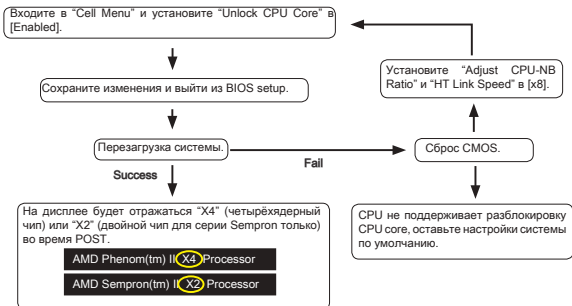 Входите в “Cell Menu” и установите “Unlock CPU Core” в
[Enabled].
Сохраните изменения и выйти из BIOS setup.
Установите “Adjust CPU-NB
Ratio” и “HT Link Speed” в [x8].
Перезагрузка системы.
Fail
Сброс CMOS.
Success
На дисплее будет отражаться “X4” (четырёхядерный
чип) или “X2” (двойной чип для серии Sempron только)
во время POST.
AMD Phenom(tm) II X4 Processor
AMD Sempron(tm) II X2 Processor
CPU не поддерживает разблокировку
CPU core, оставьте настройки системы
по умолчанию.